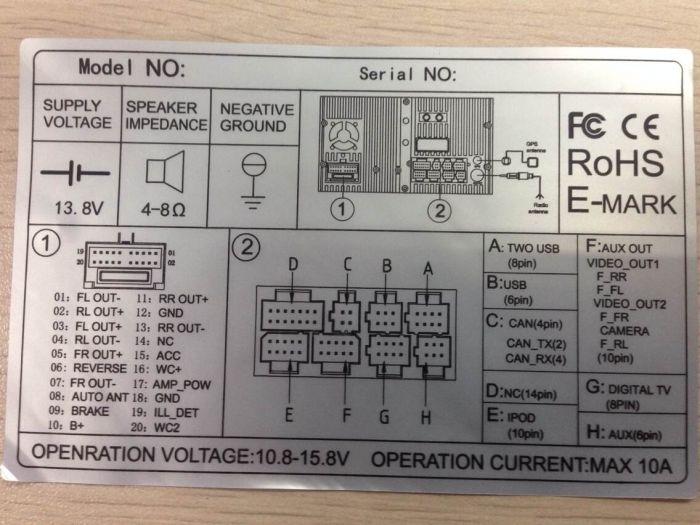 Model NO:
Serial NO:
SUPPLY VOLTAGE
13.8V
SPEAKER IMPEDANCE
4-8Ω
NEGATIVE GROUND
GPS antenna
Radio antenna
1
2
FC CE
RoHS
E-MARK
1
19 01
20 02
01: FL OUT- 11: RR OUT+
02: RL OUT+ 12: GND
03: FL OUT+ 13: RR OUT-
04: RL OUT- 14: NC
05: FR OUT+ 15: ACC
06: REVERSE 16: WC+
07: FR OUT- 17: AMP_POW
08: AUTO ANT 18: GND
09: BRAKE 19: ILL_DET
10: B+ 20: WC2
2
D C B A
E F G H
A: TWO USB
(8pin)
B:USB
(6pin)
C: CAN(4pin)
CAN_TX(2)
CAN_RX(4)
D:NC(14pin)
E: IPOD
(10pin)
F:AUX OUT
VIDEO_OUT1
F_RR
F_FL
VIDEO_OUT2
F_FR
CAMERA
F_RL
(10pin)
G: DIGITAL TV
(8PIN)
H: AUX(6pin)
OPENRATION VOLTAGE:10.8-15.8V OPERATION CURRENT:MAX 10A